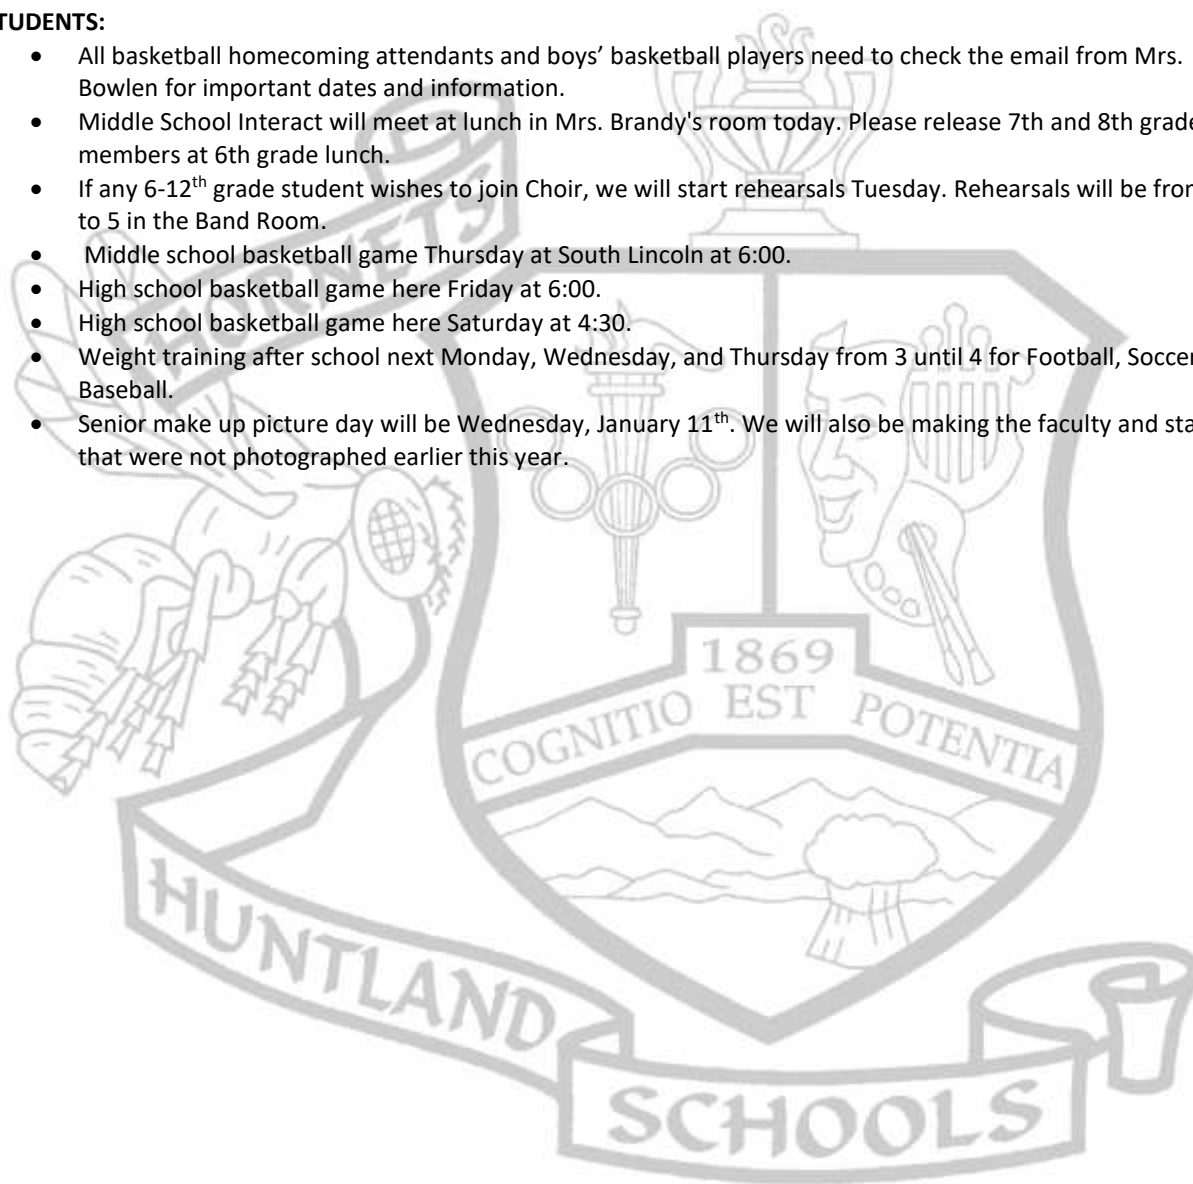 TUDENTS:
• All basketball homecoming attendants and boys’ basketball players need to check the email from Mrs.
Bowlen for important dates and information.
• Middle School Interact will meet at lunch in Mrs. Brandy's room today. Please release 7th and 8th grade
members at 6th grade lunch.
• If any 6-12th grade student wishes to join Choir, we will start rehearsals Tuesday. Rehearsals will be fron
to 5 in the Band Room.
• Middle school basketball game Thursday at South Lincoln at 6:00.
• High school basketball game here Friday at 6:00.
• High school basketball game here Saturday at 4:30.
• Weight training after school next Monday, Wednesday, and Thursday from 3 until 4 for Football, Soccer
Baseball.
• Senior make up picture day will be Wednesday, January 11th. We will also be making the faculty and sta
that were not photographed earlier this year.
HORNETS
1869
COGNITIO EST POTENTIA
HUNTLAND
SCHOOLS